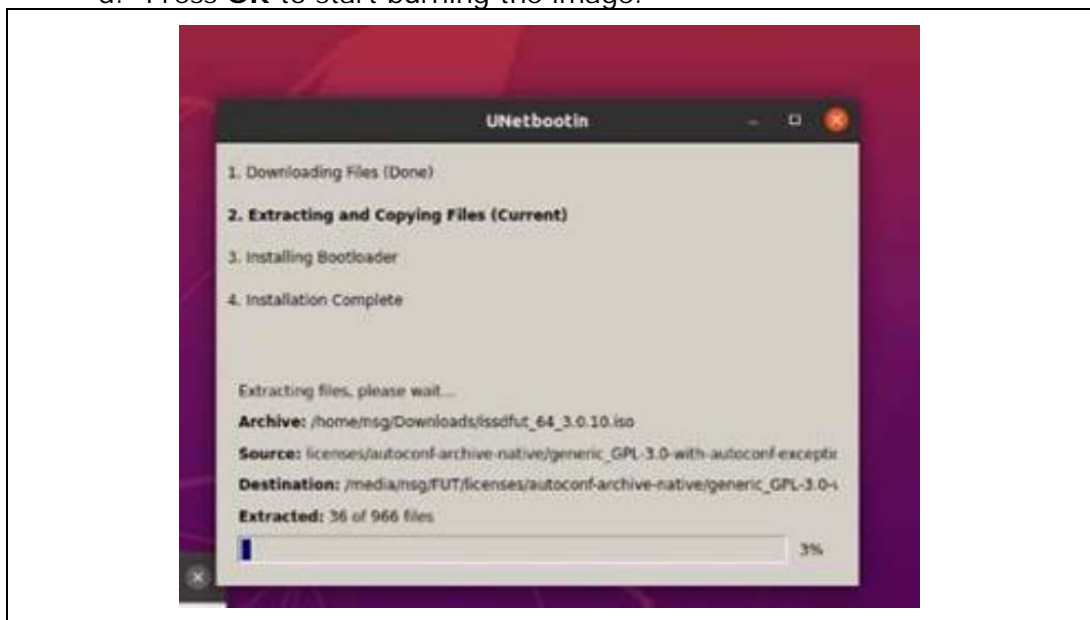 d. Press OK to start burning the image.
UNetbootin
1. Downloading Files (Done)
2. Extracting and Copying Files (Current)
3. Installing Bootloader
4. Installation Complete
Extracting files, please wait...
Archive: /home/nsg/Downloads/issdfut_64_3.0.10.iso
Source: licenses/autoconf-archive-native/generic_GPL-3.0-with-autoconf-exceptio
Destination: /media/nsg/FUT/licenses/autoconf-archive-native/generic_GPL-3.0-
Extracted: 36 of 966 files
3%